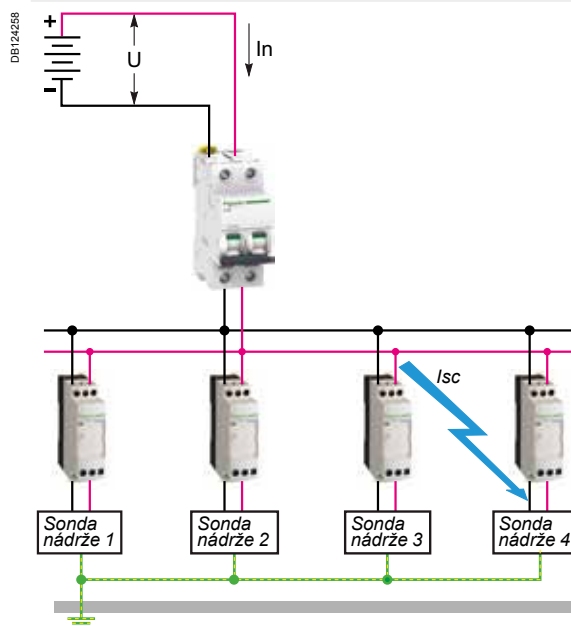 DB124258
+
U
In
-
Isc
Sonda
nádrže 1
Sonda
nádrže 2
Sonda
nádrže 3
Sonda
nádrže 4